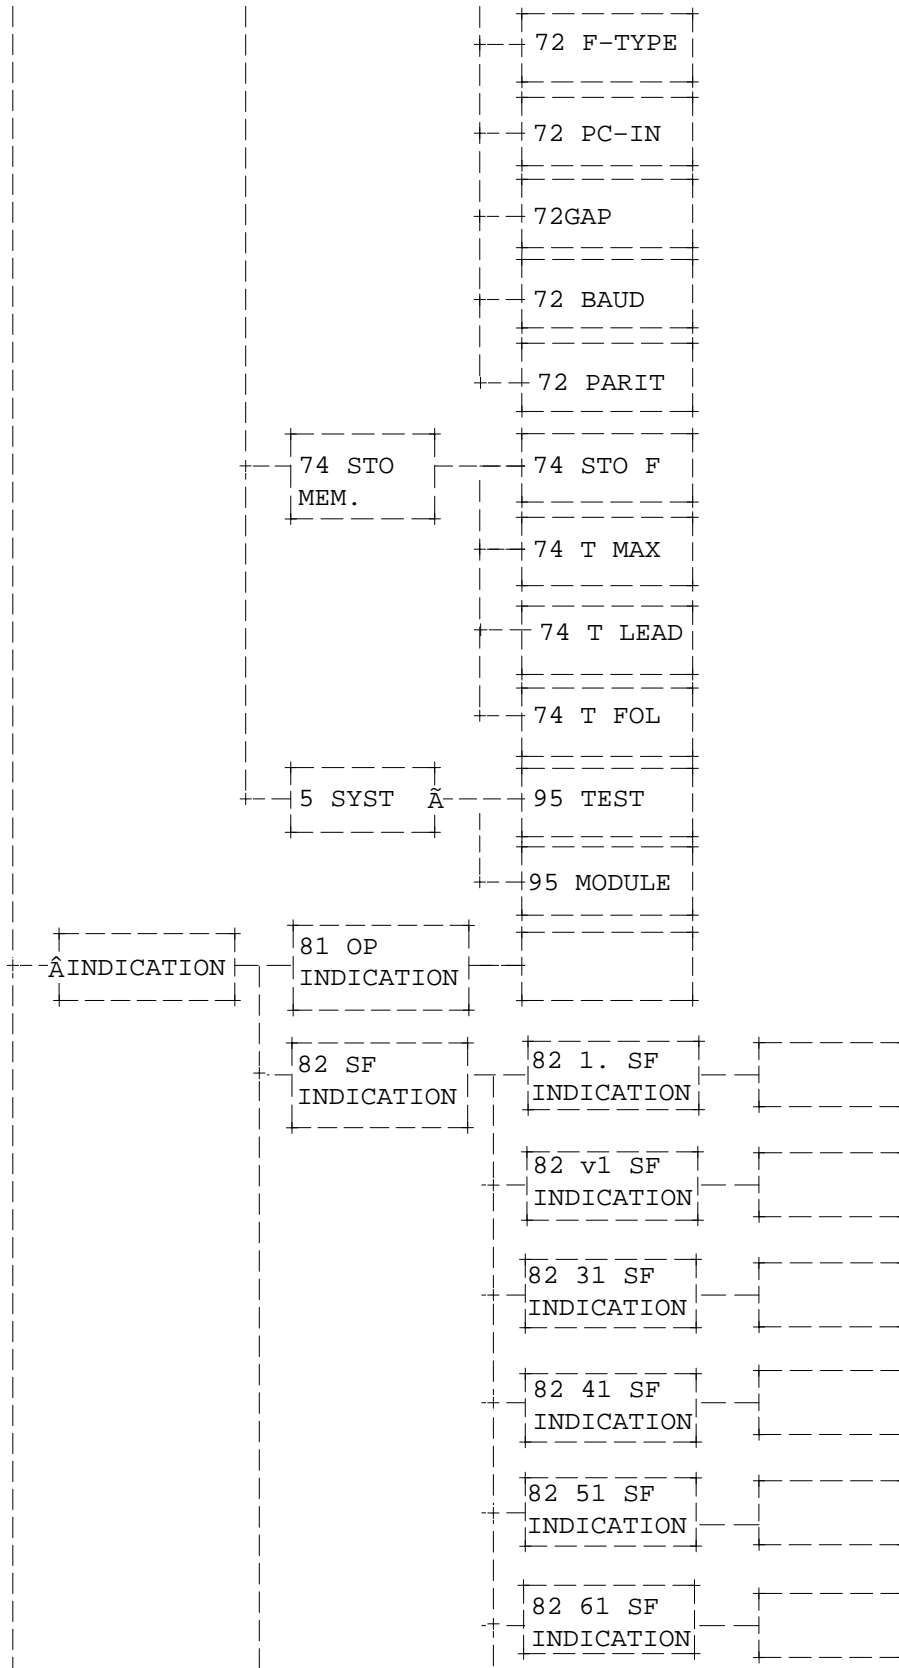 72 F-TYPE
72 PC-IN
72GAP
72 BAUD
72 PARIT
74 STO
MEM.
74 STO F
74 T MAX
74 T LEAD
74 T FOL
5 SYST Ã
95 TEST
95 MODULE
ÂINDICATION
81 OP
INDICATION
82 SF
INDICATION
82 1. SF
INDICATION
82 v1 SF
INDICATION
82 31 SF
INDICATION
82 41 SF
INDICATION
82 51 SF
INDICATION
82 61 SF
INDICATION